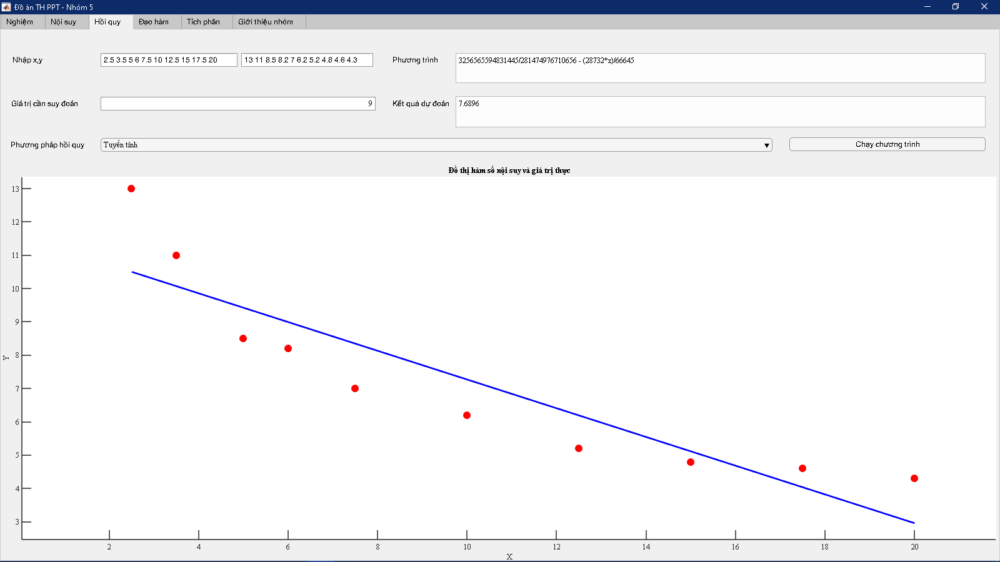 Đồ án TH PPT - Nhóm 5
Nghiệm Nội suy Hồi quy Đạo hàm Tích phân Giới thiệu nhóm
Nhập x,y 2.5 3.5 5 6 7.5 10 12.5 15 17.5 20 13 11 8.5 8.2 7 6.2 5.2 4.8 4.6 4.3 Phương trình 3256565594831445/281474976710656 - (28732*x)/66645
Giá trị cần suy đoán 9 Kết quả dự đoán 7.6896
Phương pháp hồi quy Tuyến tính Chạy chương trình
Đồ thị hàm số nội suy và giá trị thực
13
12
11
10
9
8
7
6
5
4
3
Y
2 4 6 8 10 12 14 16 18 20
X